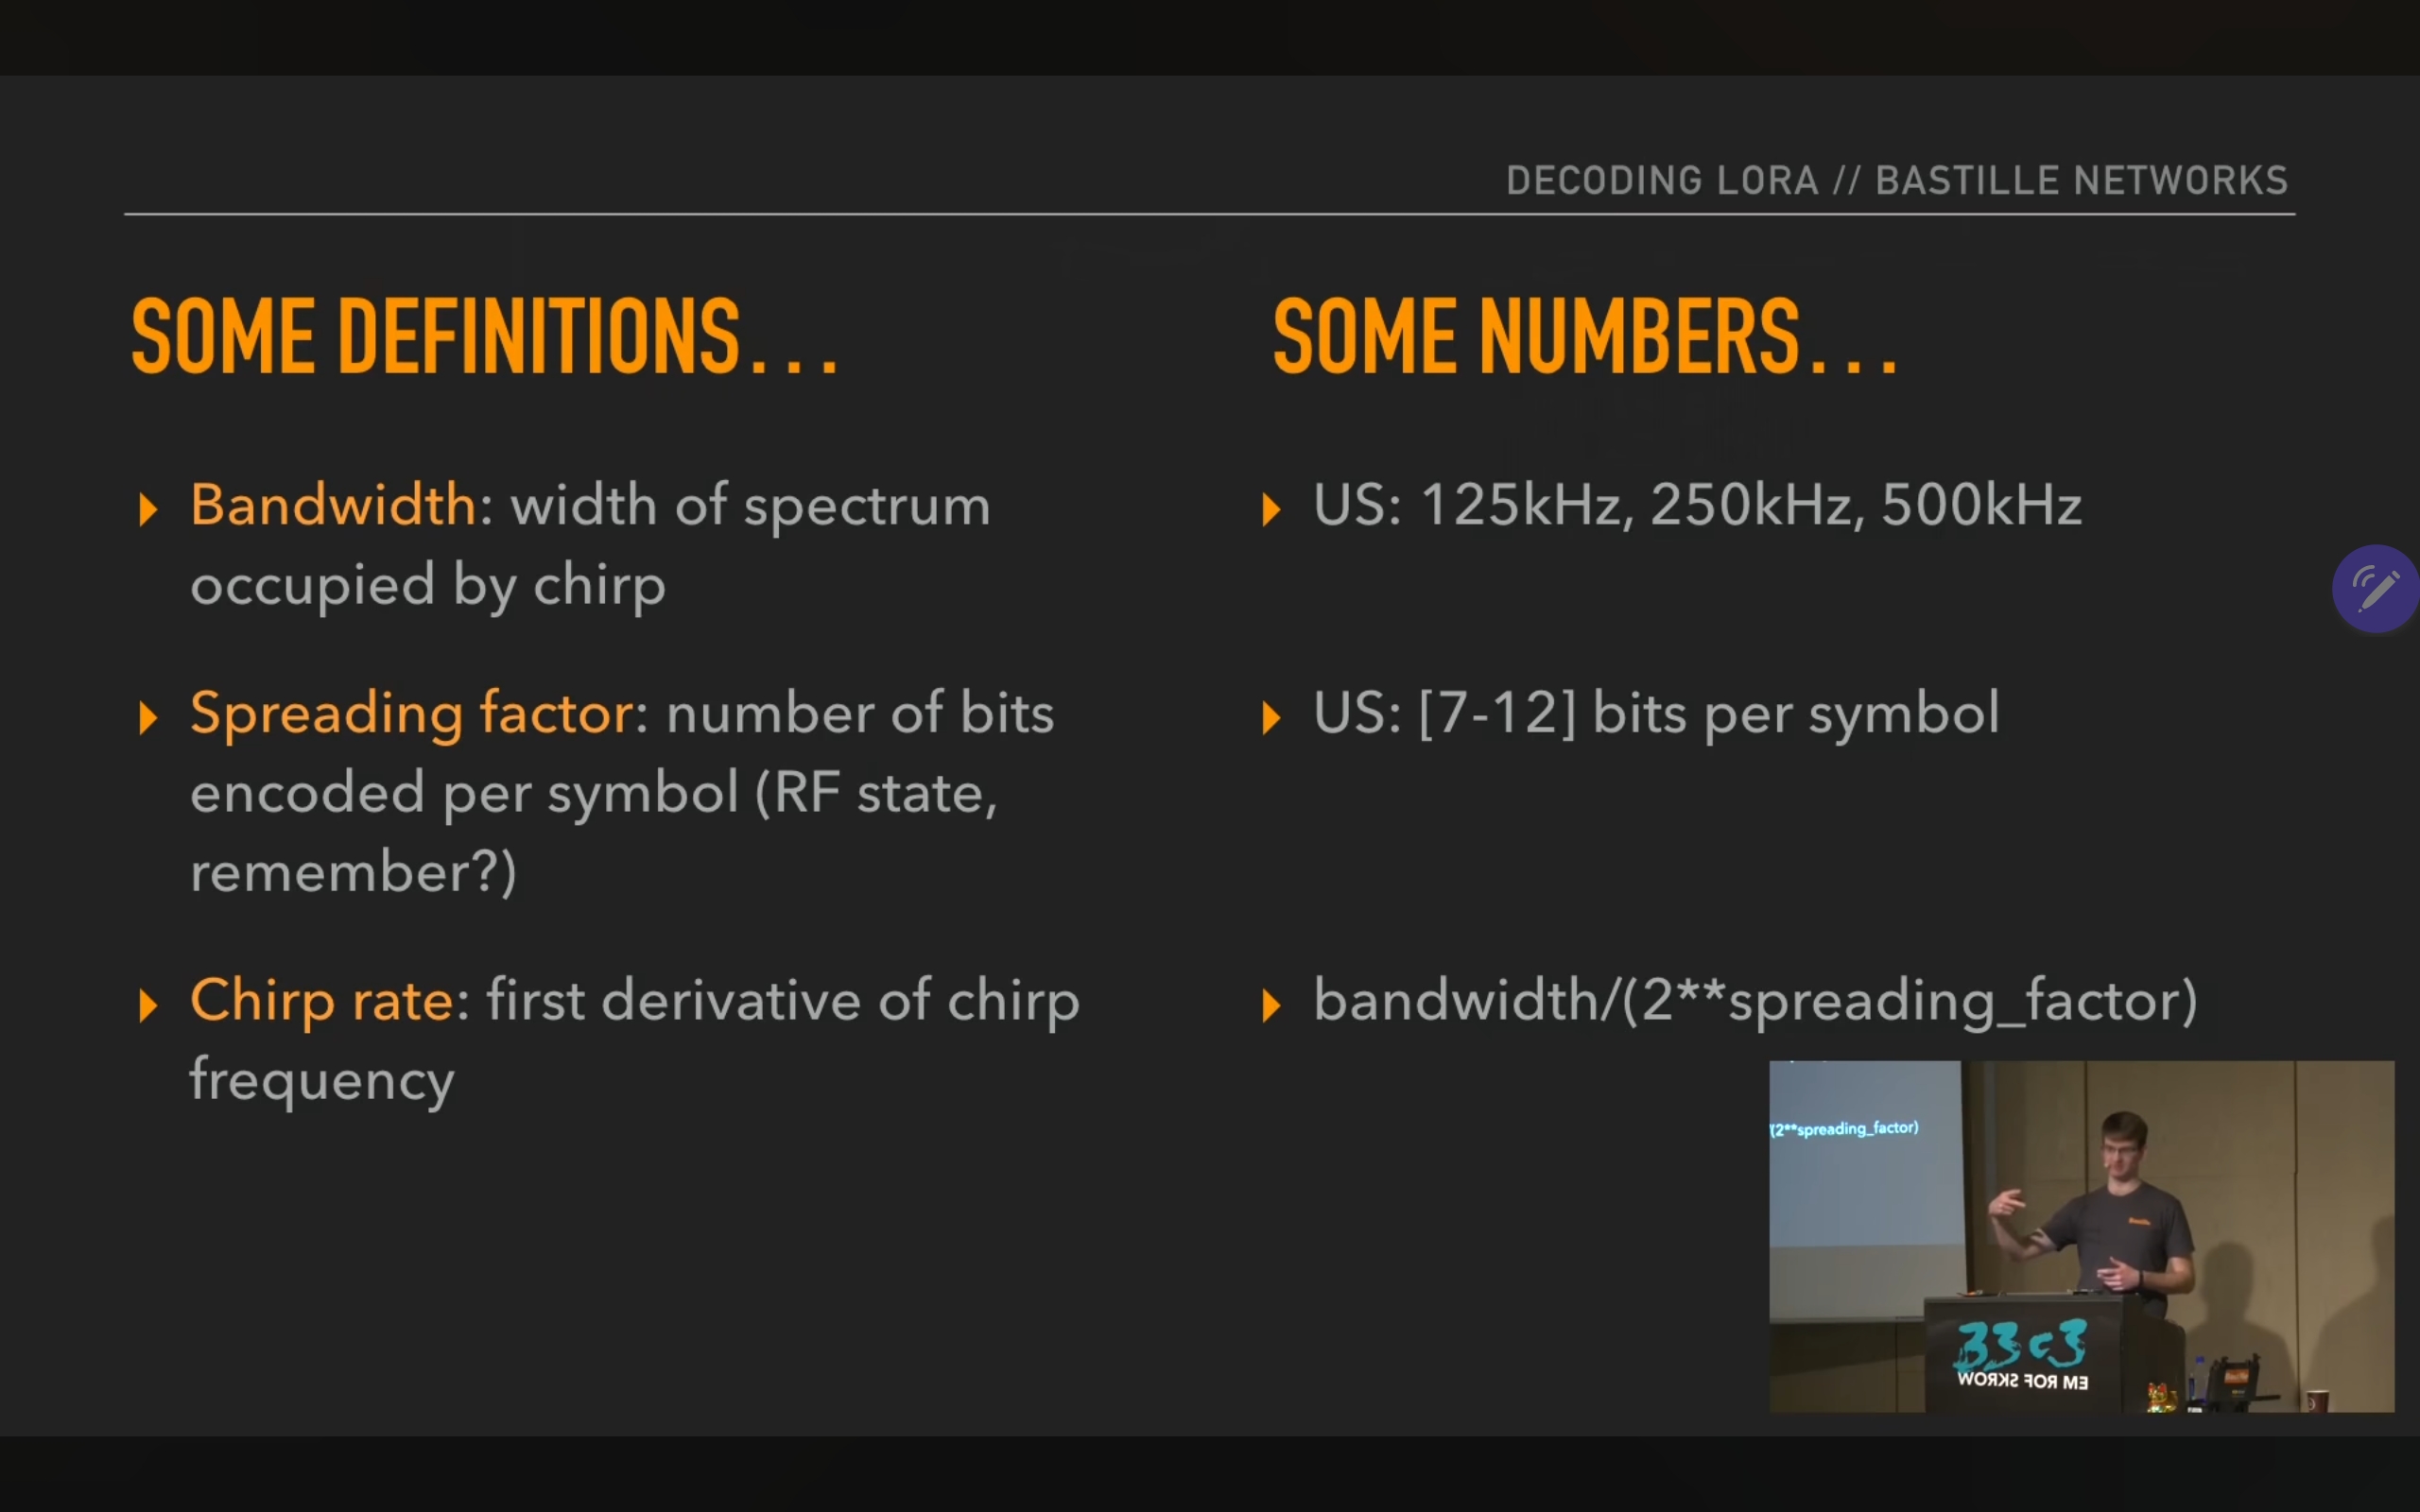 DECODING LORA // BASTILLE NETWORKS
SOME DEFINITIONS...
Bandwidth: width of spectrum
occupied by chirp
Spreading factor: number of bits
encoded per symbol (RF state,
remember?)
Chirp rate: first derivative of chirp
frequency
SOME NUMBERS...
US: 125kHz, 250kHz, 500kHz
US: [7-12] bits per symbol
bandwidth/(2**spreading_factor)
(2**spreading_factor)
Bastille
33c3
WORKS FOR ME